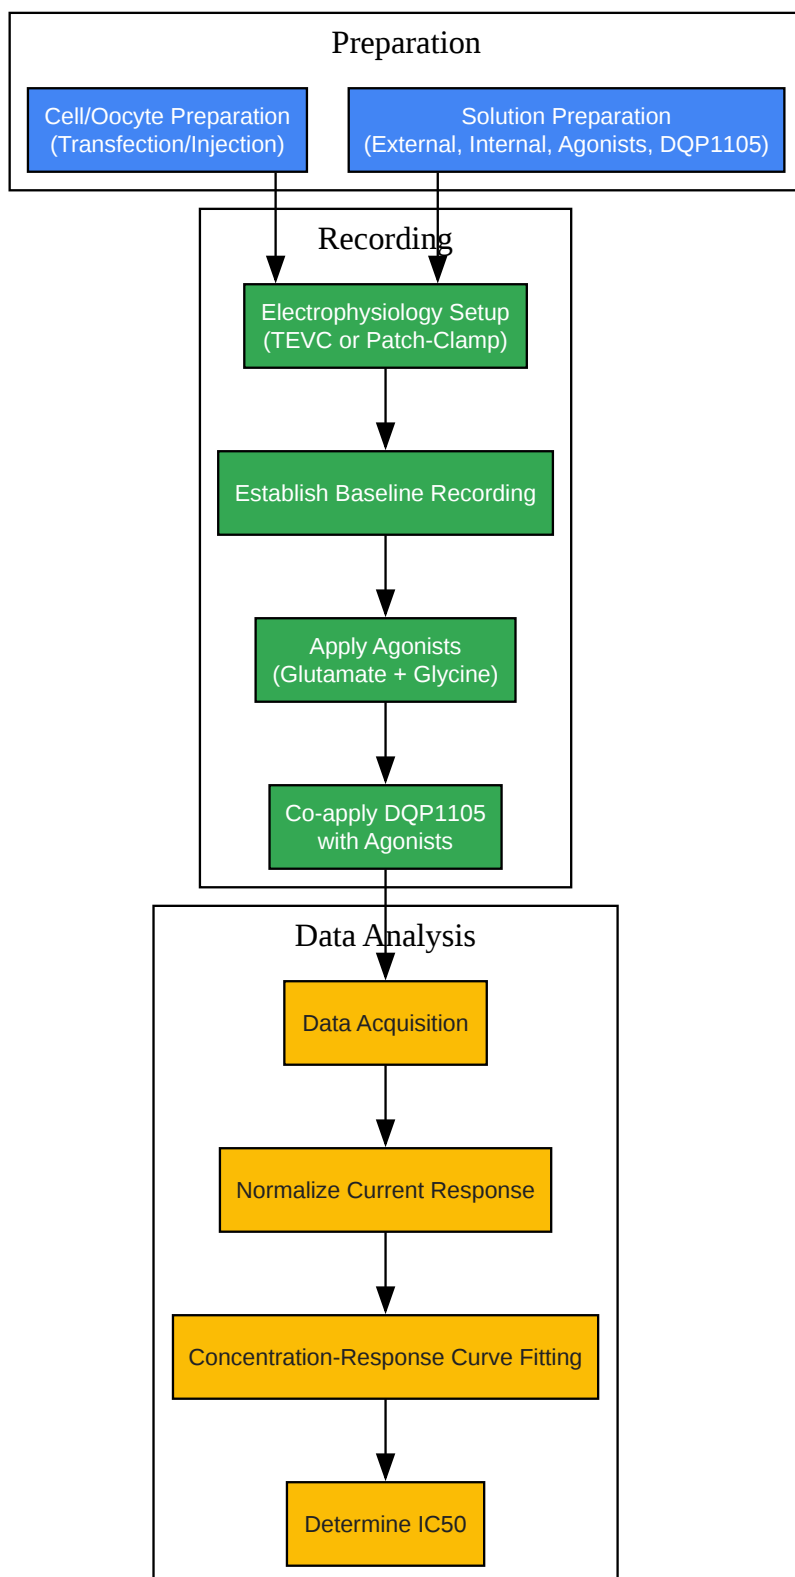 Preparation
Cell/Oocyte Preparation
(Transfection/Injection)
Solution Preparation
(External, Internal, Agonists, DQP1105)
Recording
Electrophysiology Setup
(TEVC or Patch-Clamp)
Establish Baseline Recording
Apply Agonists
(Glutamate + Glycine)
Co-apply DQP1105
with Agonists
Data Analysis
Data Acquisition
Normalize Current Response
Concentration-Response Curve Fitting
Determine IC50